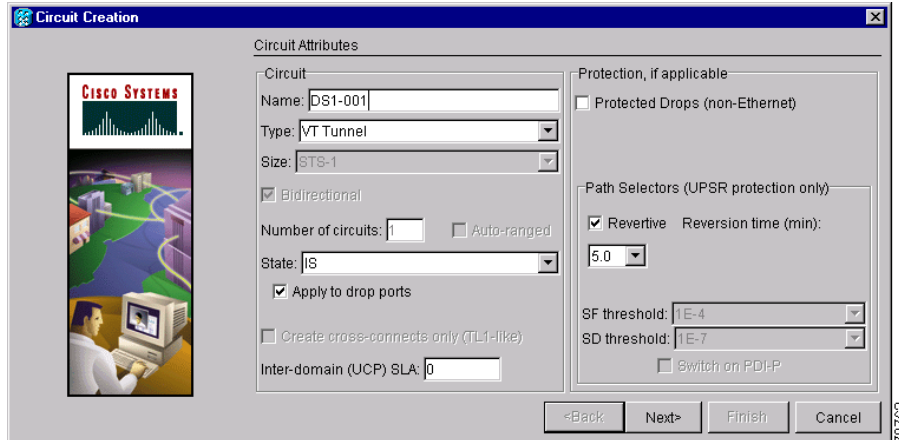 Circuit Creation
Circuit Attributes
CISCO SYSTEMS
Circuit
Name: DS1-001
Type: VT Tunnel
Size: STS-1
Bidirectional
Number of circuits: 1 Auto-ranged
State: IS
Apply to drop ports
Create cross-connects only (TL1-like)
Inter-domain (UCP) SLA: 0
Protection, if applicable
Protected Drops (non-Ethernet)
Path Selectors (UPSR protection only)
Revertive Reversion time (min):
5.0
SF threshold: 1E-4
SD threshold: 1E-7
Switch on PDI-P
<Back Next> Finish Cancel